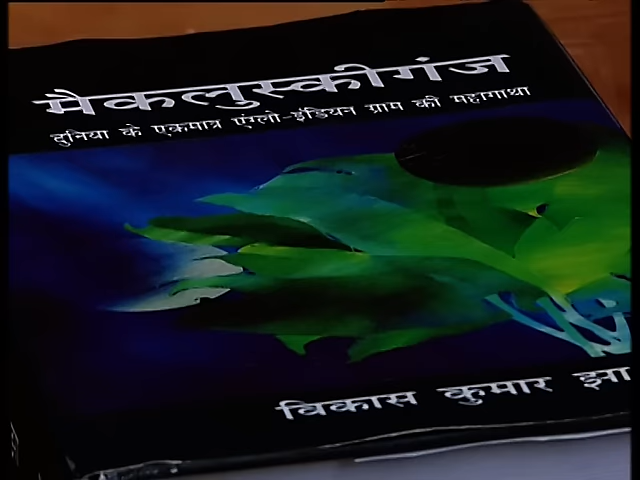 मैकलुस्कीगंज
दुनिया के एकमात्र एंग्लो-इंडियन ग्राम की महागाथा
विकास कुमार झा